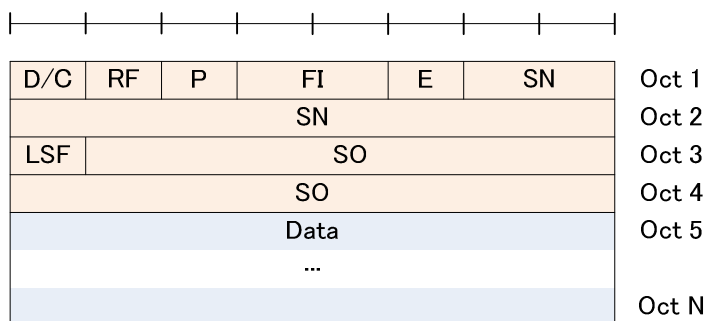 D/C RF P FI E SN Oct 1
SN Oct 2
LSF SO Oct 3
SO Oct 4
Data Oct 5
...
Oct N